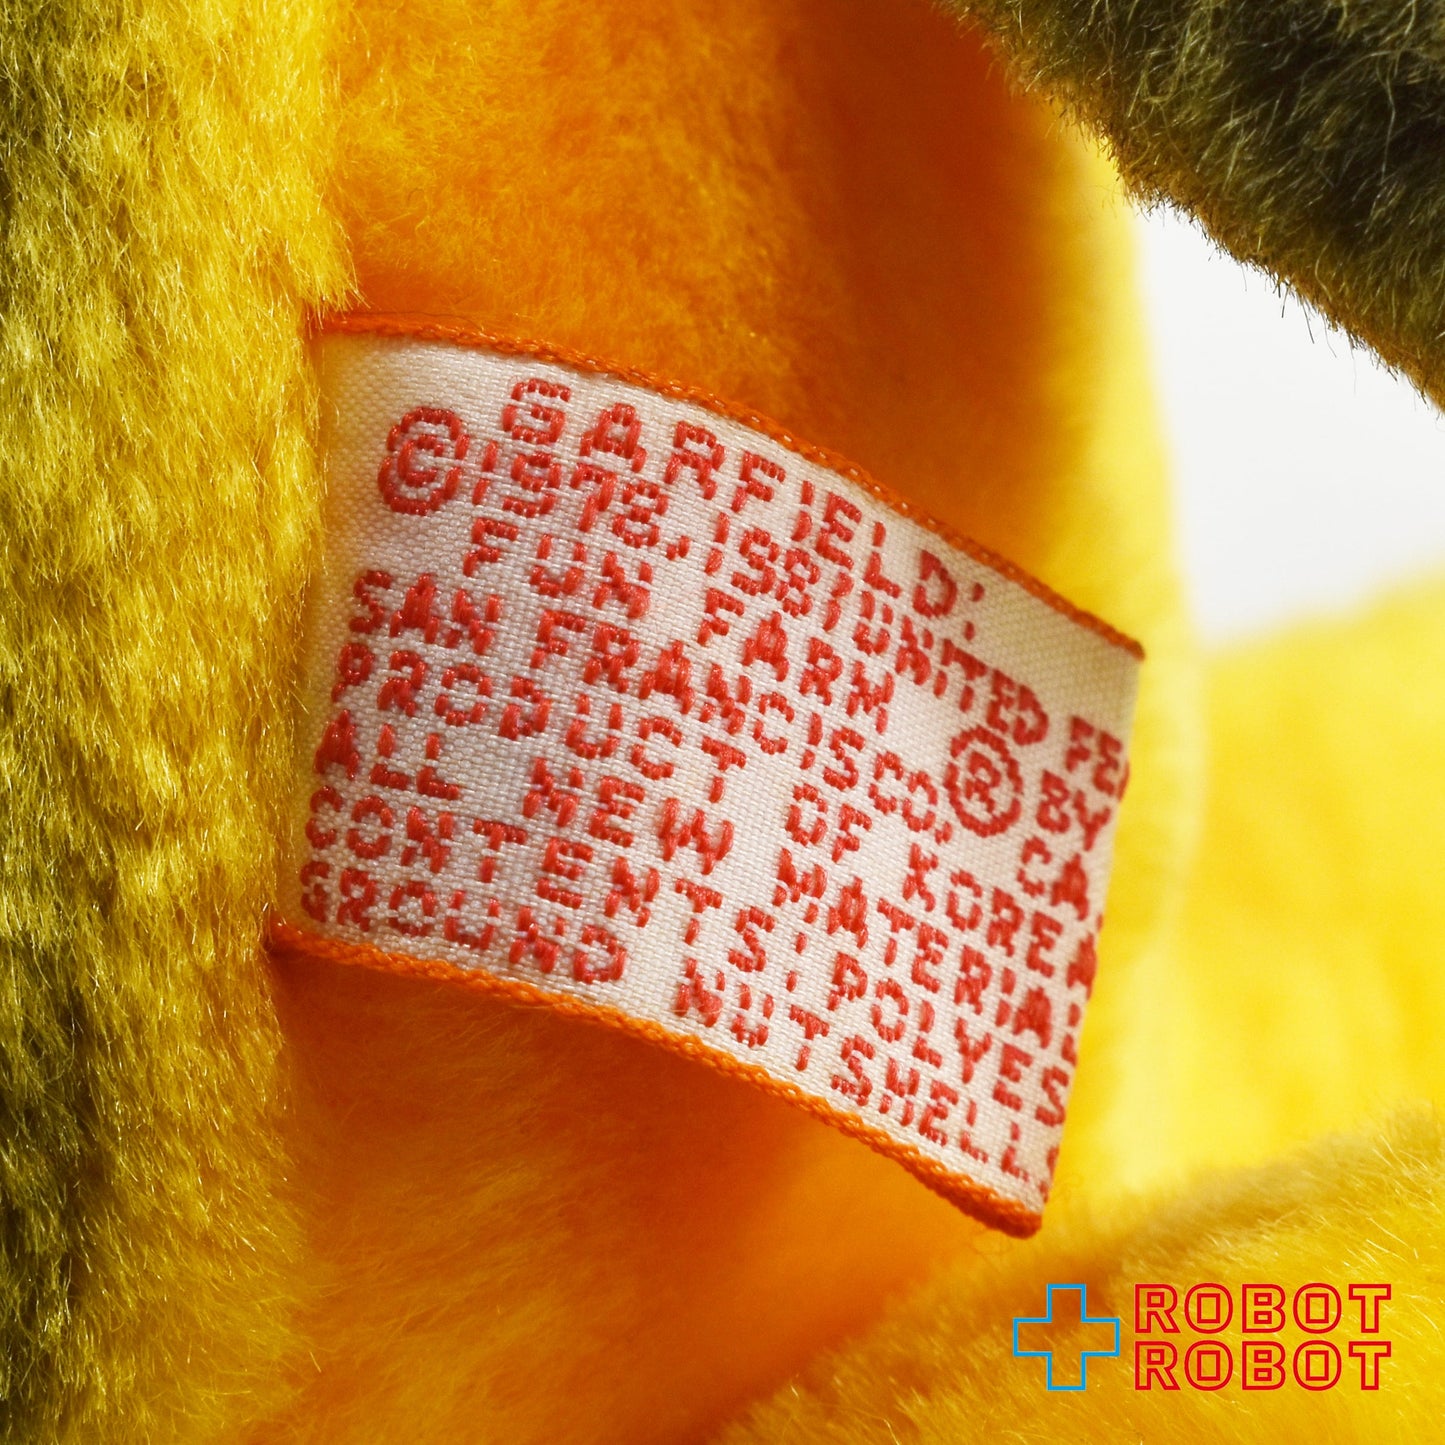 GARFIELD:
©1978, 1981 UNITED FE
FUN FARM ® BY
SAN FRANCISCO, CA
PRODUCT OF KOREA
ALL NEW MATERIAL
CONTENTS: POLYES
GROUND NUTSHELLS
ROBOT
ROBOT